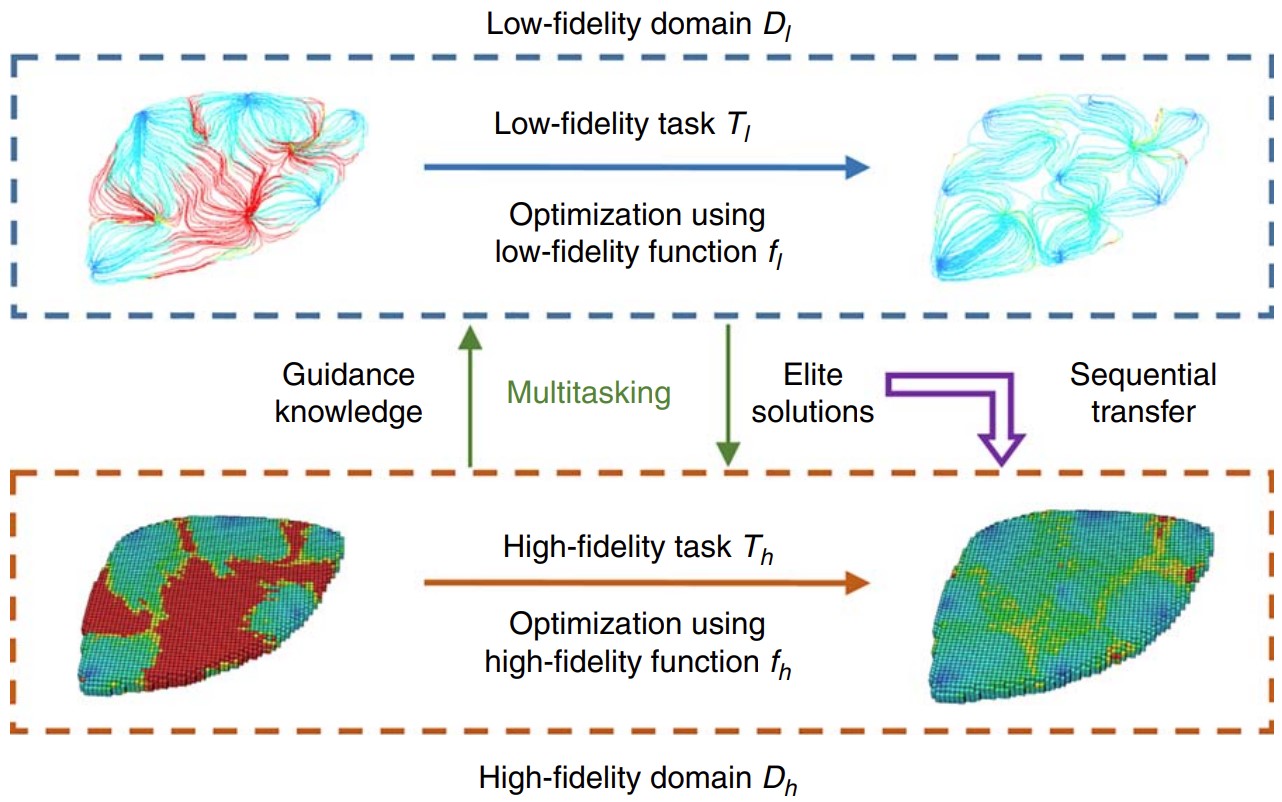 Low-fidelity domain D_l
Low-fidelity task T_l
Optimization using
low-fidelity function f_l
Guidance
knowledge
Multitasking
Elite
solutions
Sequential
transfer
High-fidelity task T_h
Optimization using
high-fidelity function f_h
High-fidelity domain D_h